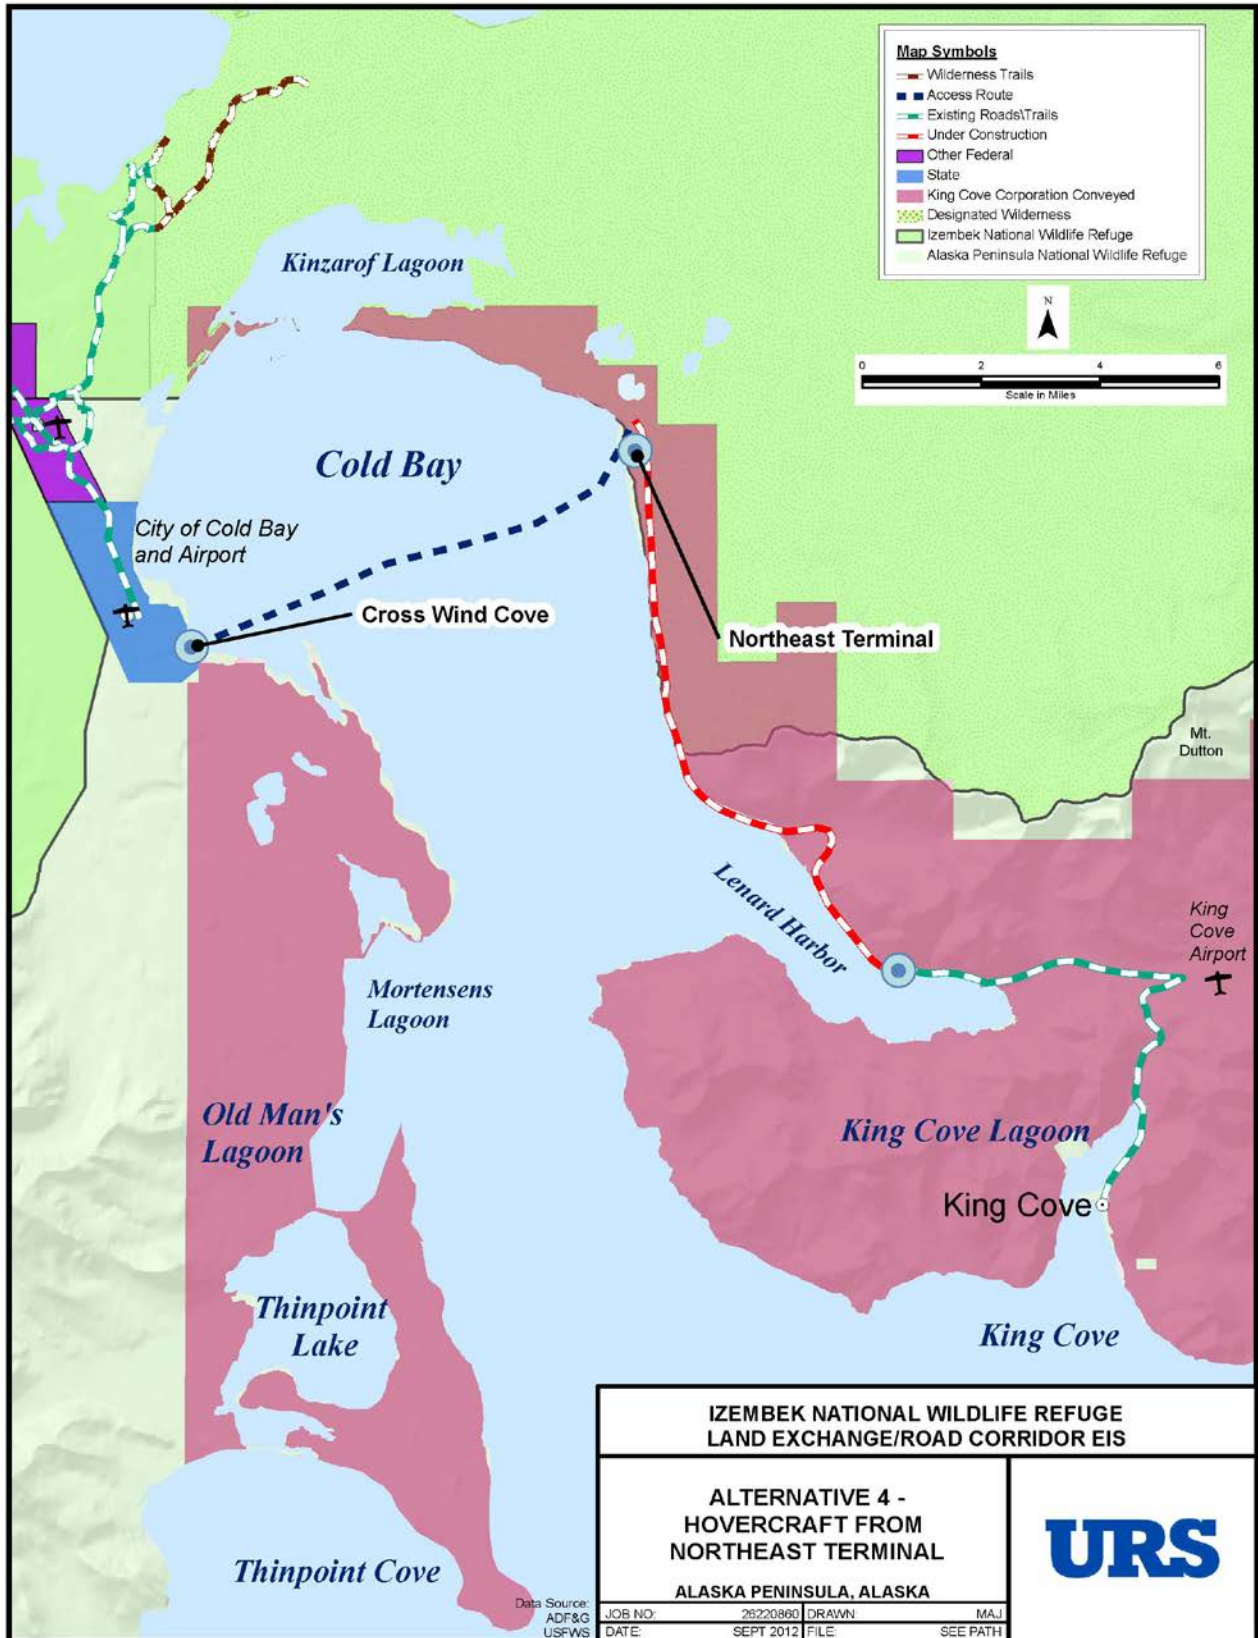 Map Symbols
Wilderness Trails
Access Route
Existing Roads\Trails
Under Construction
Other Federal
State
King Cove Corporation Conveyed
Designated Wilderness
Izembek National Wildlife Refuge
Alaska Peninsula National Wildlife Refuge
N
0 2 4 6
Scale in Miles
Kinzarof Lagoon
Cold Bay
City of Cold Bay
and Airport
Cross Wind Cove
Northeast Terminal
Mt.
Dutton
Lenard Harbor
King
Cove
Airport
Mortensens
Lagoon
Old Man's
Lagoon
King Cove Lagoon
King Cove
Thinpoint
Lake
King Cove
Thinpoint Cove
Data Source:
ADF&G
USFWS
IZEMBEK NATIONAL WILDLIFE REFUGE
LAND EXCHANGE/ROAD CORRIDOR EIS
ALTERNATIVE 4 -
HOVERCRAFT FROM
NORTHEAST TERMINAL
ALASKA PENINSULA, ALASKA
JOB NO: 26220860 DRAWN: MAJ
DATE: SEPT 2012 FILE: SEE PATH
URS